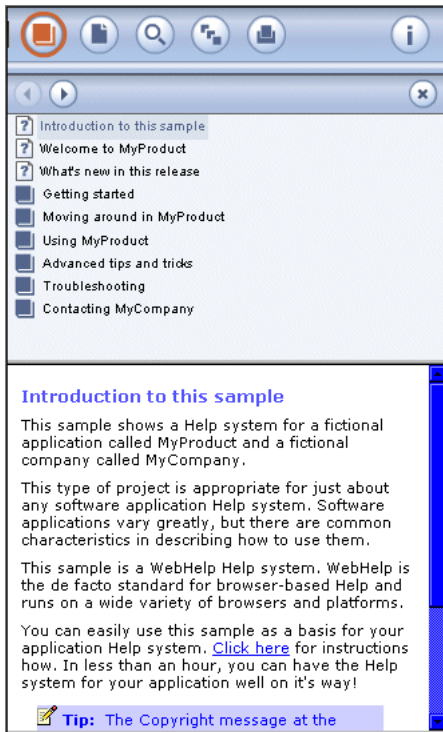 Introduction to this sample
Welcome to MyProduct
What's new in this release
Getting started
Moving around in MyProduct
Using MyProduct
Advanced tips and tricks
Troubleshooting
Contacting MyCompany
Introduction to this sample
This sample shows a Help system for a fictional
application called MyProduct and a fictional
company called MyCompany.
This type of project is appropriate for just about
any software application Help system. Software
applications vary greatly, but there are common
characteristics in describing how to use them.
This sample is a WebHelp Help system. WebHelp is
the de facto standard for browser-based Help and
runs on a wide variety of browsers and platforms.
You can easily use this sample as a basis for your
application Help system. Click here for instructions
how. In less than an hour, you can have the Help
system for your application well on it's way!
Tip: The Copyright message at the